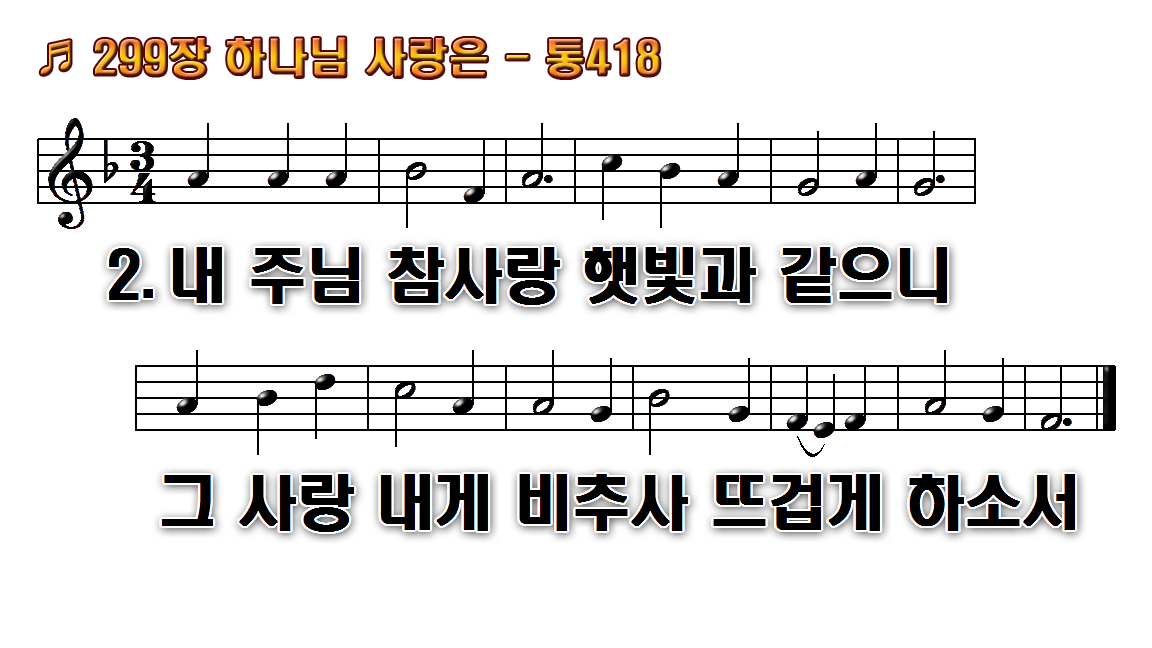 ♬ 299장 하나님 사랑은 - 통418
3
4
2. 내 주님 참사랑 햇빛과 같으니
그 사랑 내게 비추사 뜨겁게 하소서